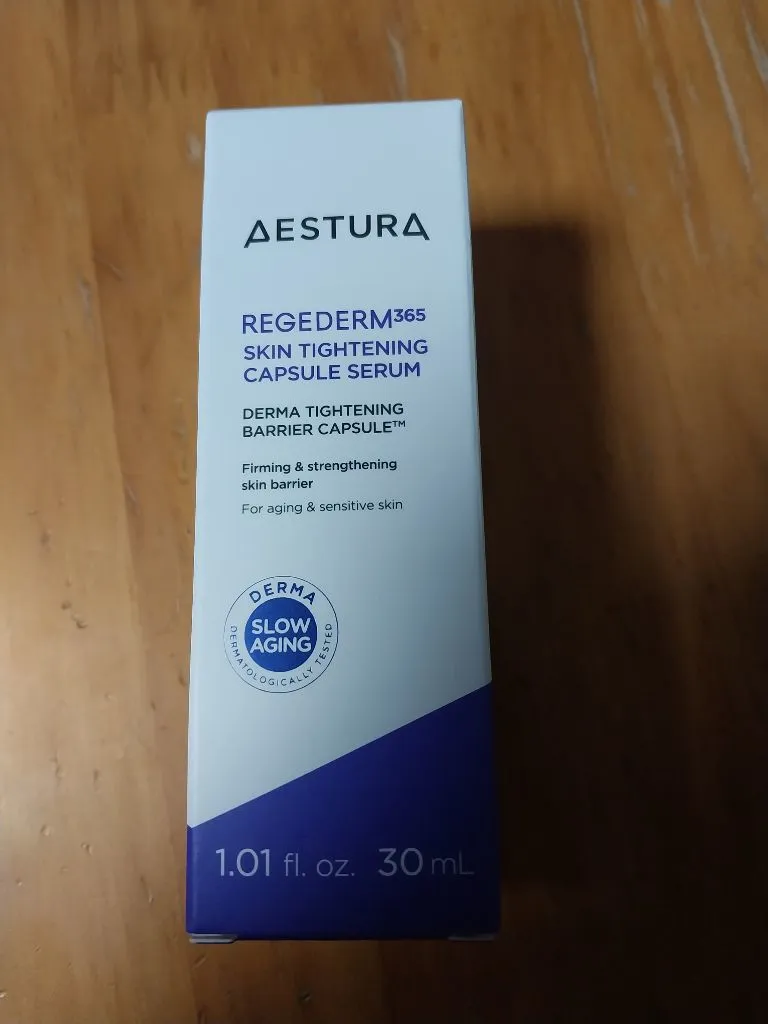 AESTURA
REGEDERM365
SKIN TIGHTENING
CAPSULE SERUM
DERMA TIGHTENING
BARRIER CAPSULE™
Firming & strengthening
skin barrier
For aging & sensitive skin
DERMA
SLOW
AGING
DERMATOLOGICALLY TESTED
1.01 fl. oz. 30 mL